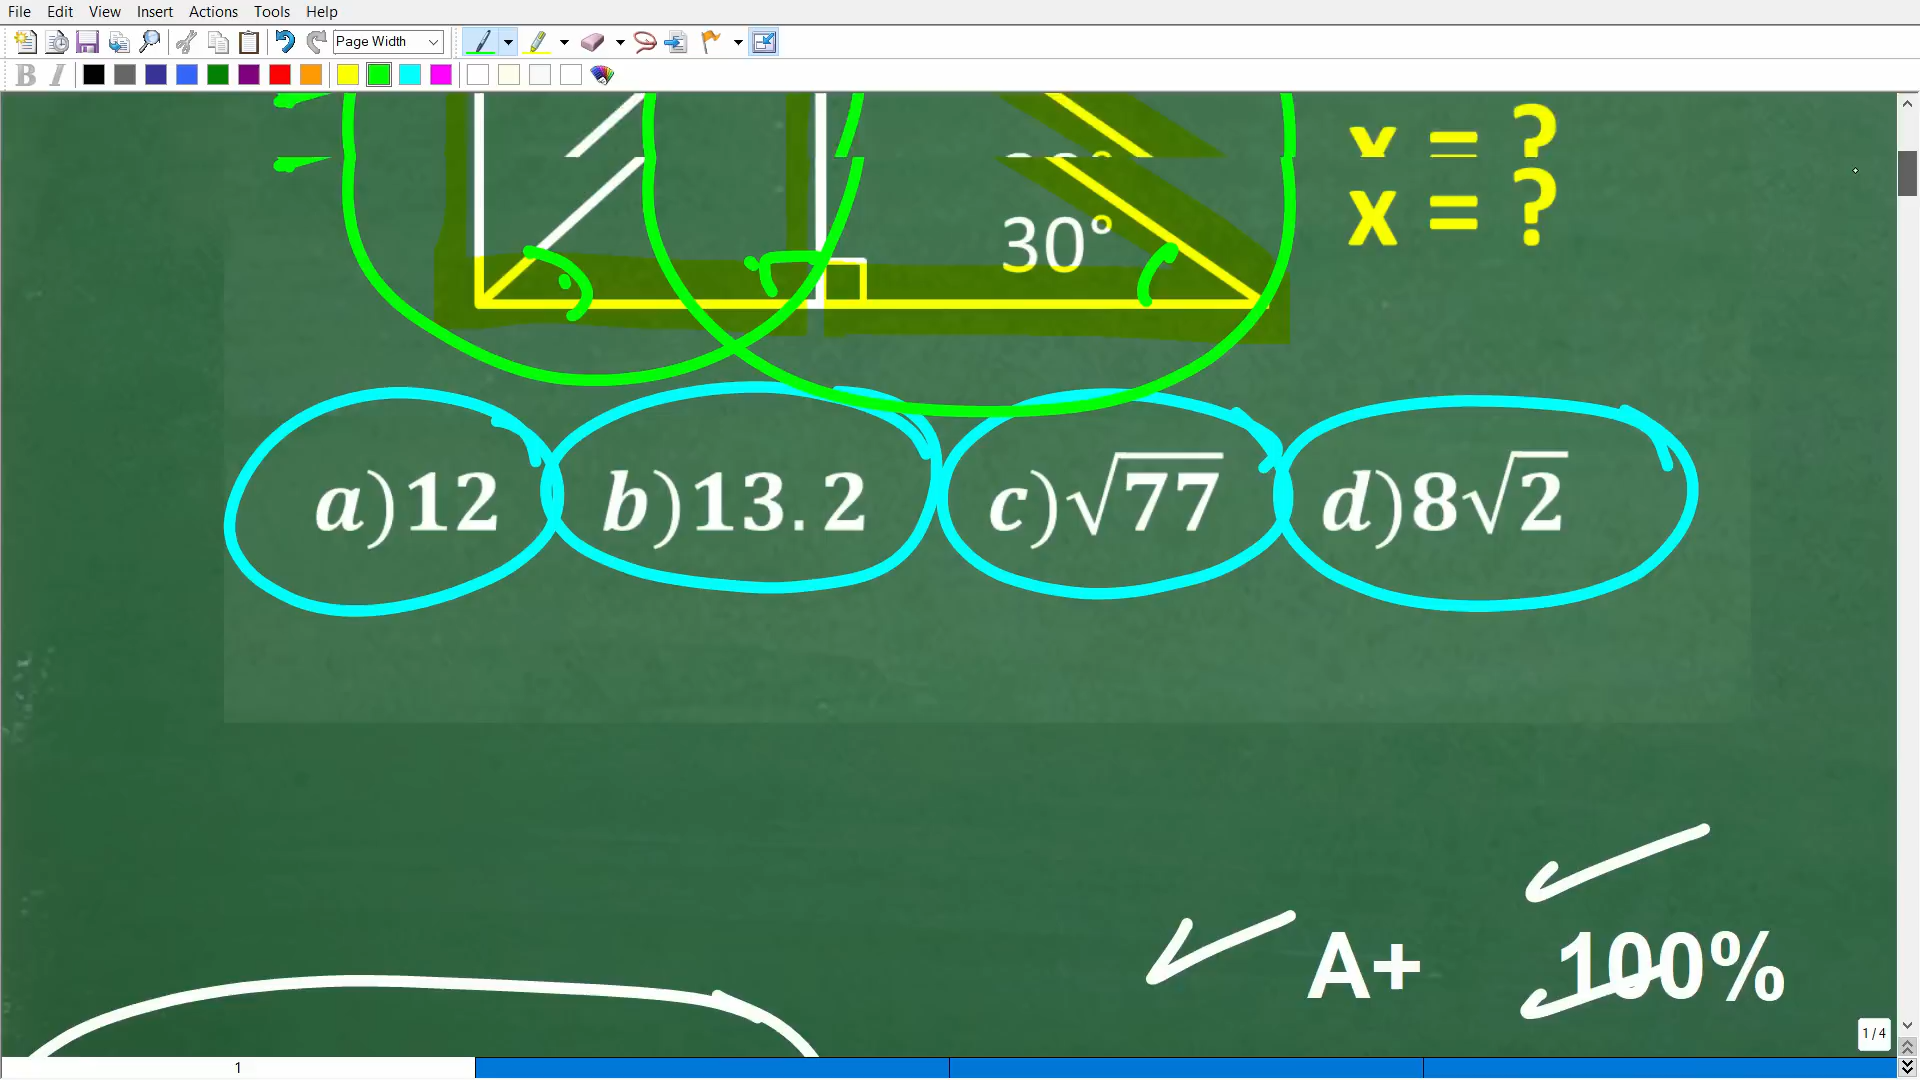 File Edit View Insert Actions Tools Help
Page Width
B I
x = ?
x = ?
30°
a)12 b)13.2 c)√77 d)8√2
A+ 100%
1 / 4
1